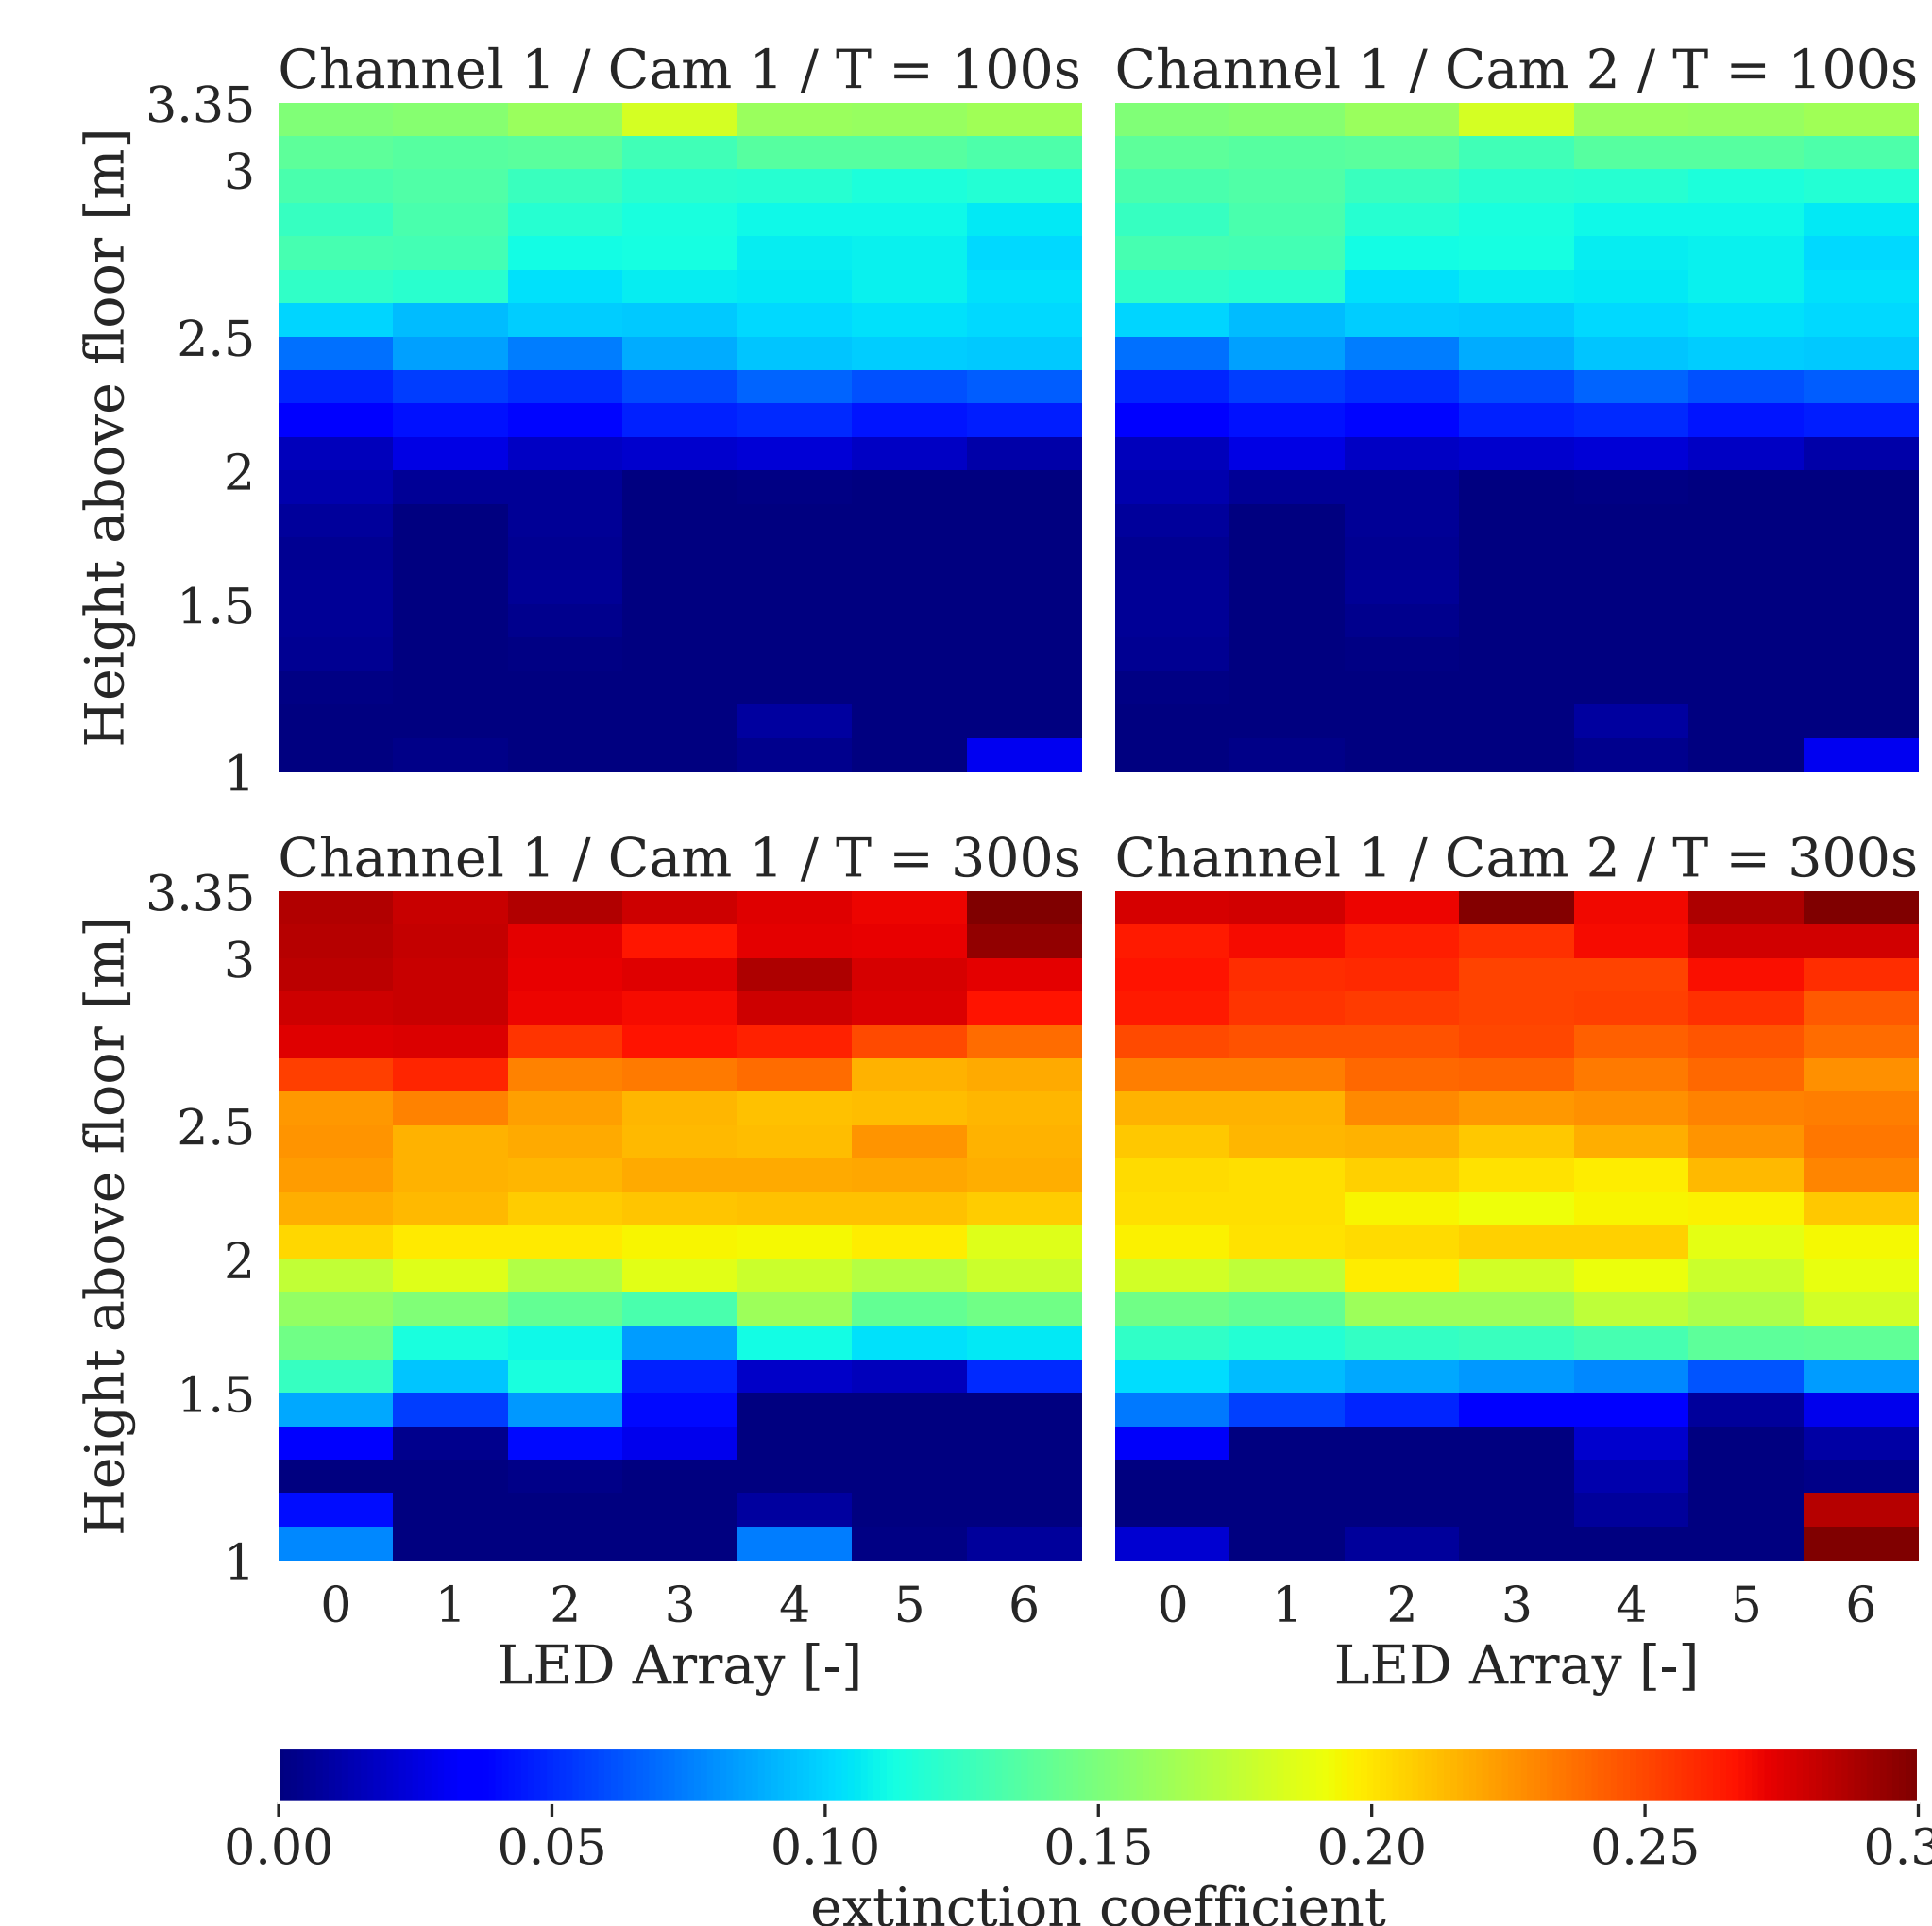 Channel 1 / Cam 1 / T = 100s
Channel 1 / Cam 2 / T = 100s
Height above floor [m]
3.35
3
2.5
2
1.5
1
Channel 1 / Cam 1 / T = 300s
Channel 1 / Cam 2 / T = 300s
Height above floor [m]
3.35
3
2.5
2
1.5
1
0 1 2 3 4 5 6
0 1 2 3 4 5 6
LED Array [-]
LED Array [-]
0.00 0.05 0.10 0.15 0.20 0.25 0.3
extinction coefficient